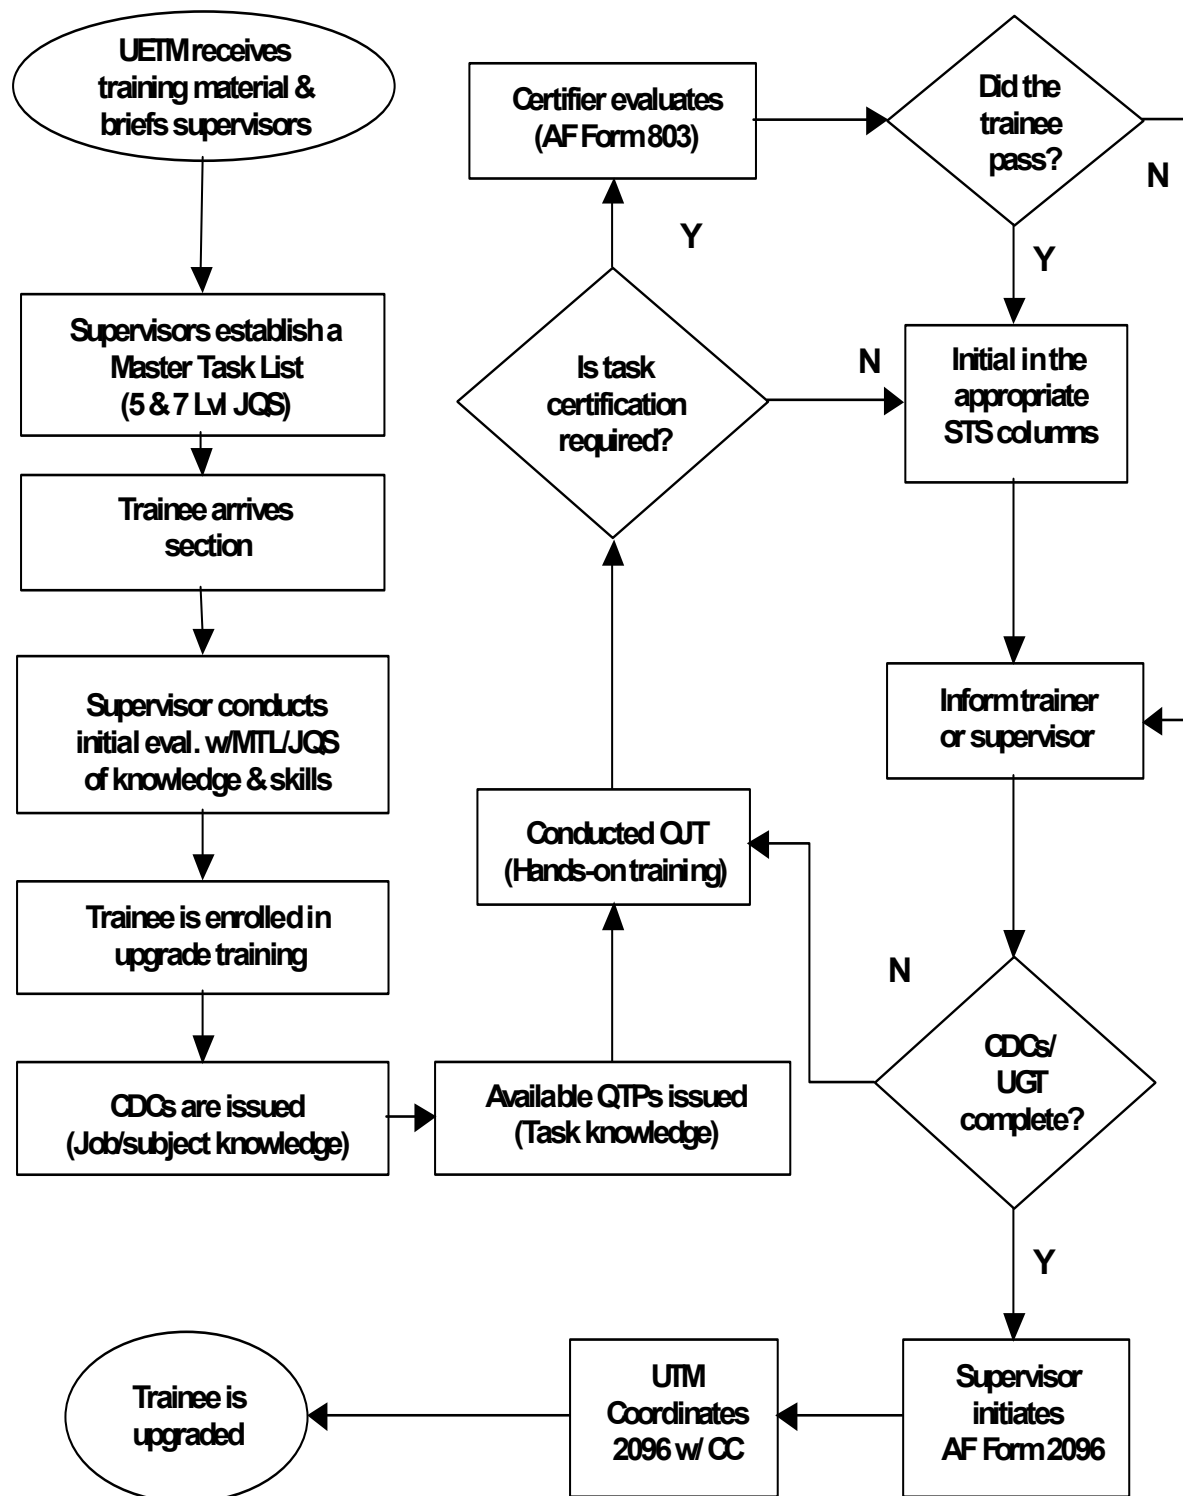 UETM receives
training material &
briefs supervisors
Supervisors establish a
Master Task List
(5 & 7 Lvl JQS)
Trainee arrives
section
Supervisor conducts
initial eval. w/MTL/JQS
of knowledge & skills
Trainee is enrolled in
upgrade training
CDCs are issued
(Job/subject knowledge)
Available QTPs issued
(Task knowledge)
Conducted OJT
(Hands-on training)
Is task
certification
required?
Y
N
Certifier evaluates
(AF Form 803)
Did the
trainee
pass?
N
Y
Initial in the
appropriate
STS columns
Inform trainer
or supervisor
CDCs/
UGT
complete?
N
Y
Supervisor
initiates
AF Form 2096
UTM
Coordinates
2096 w/ CC
Trainee is
upgraded